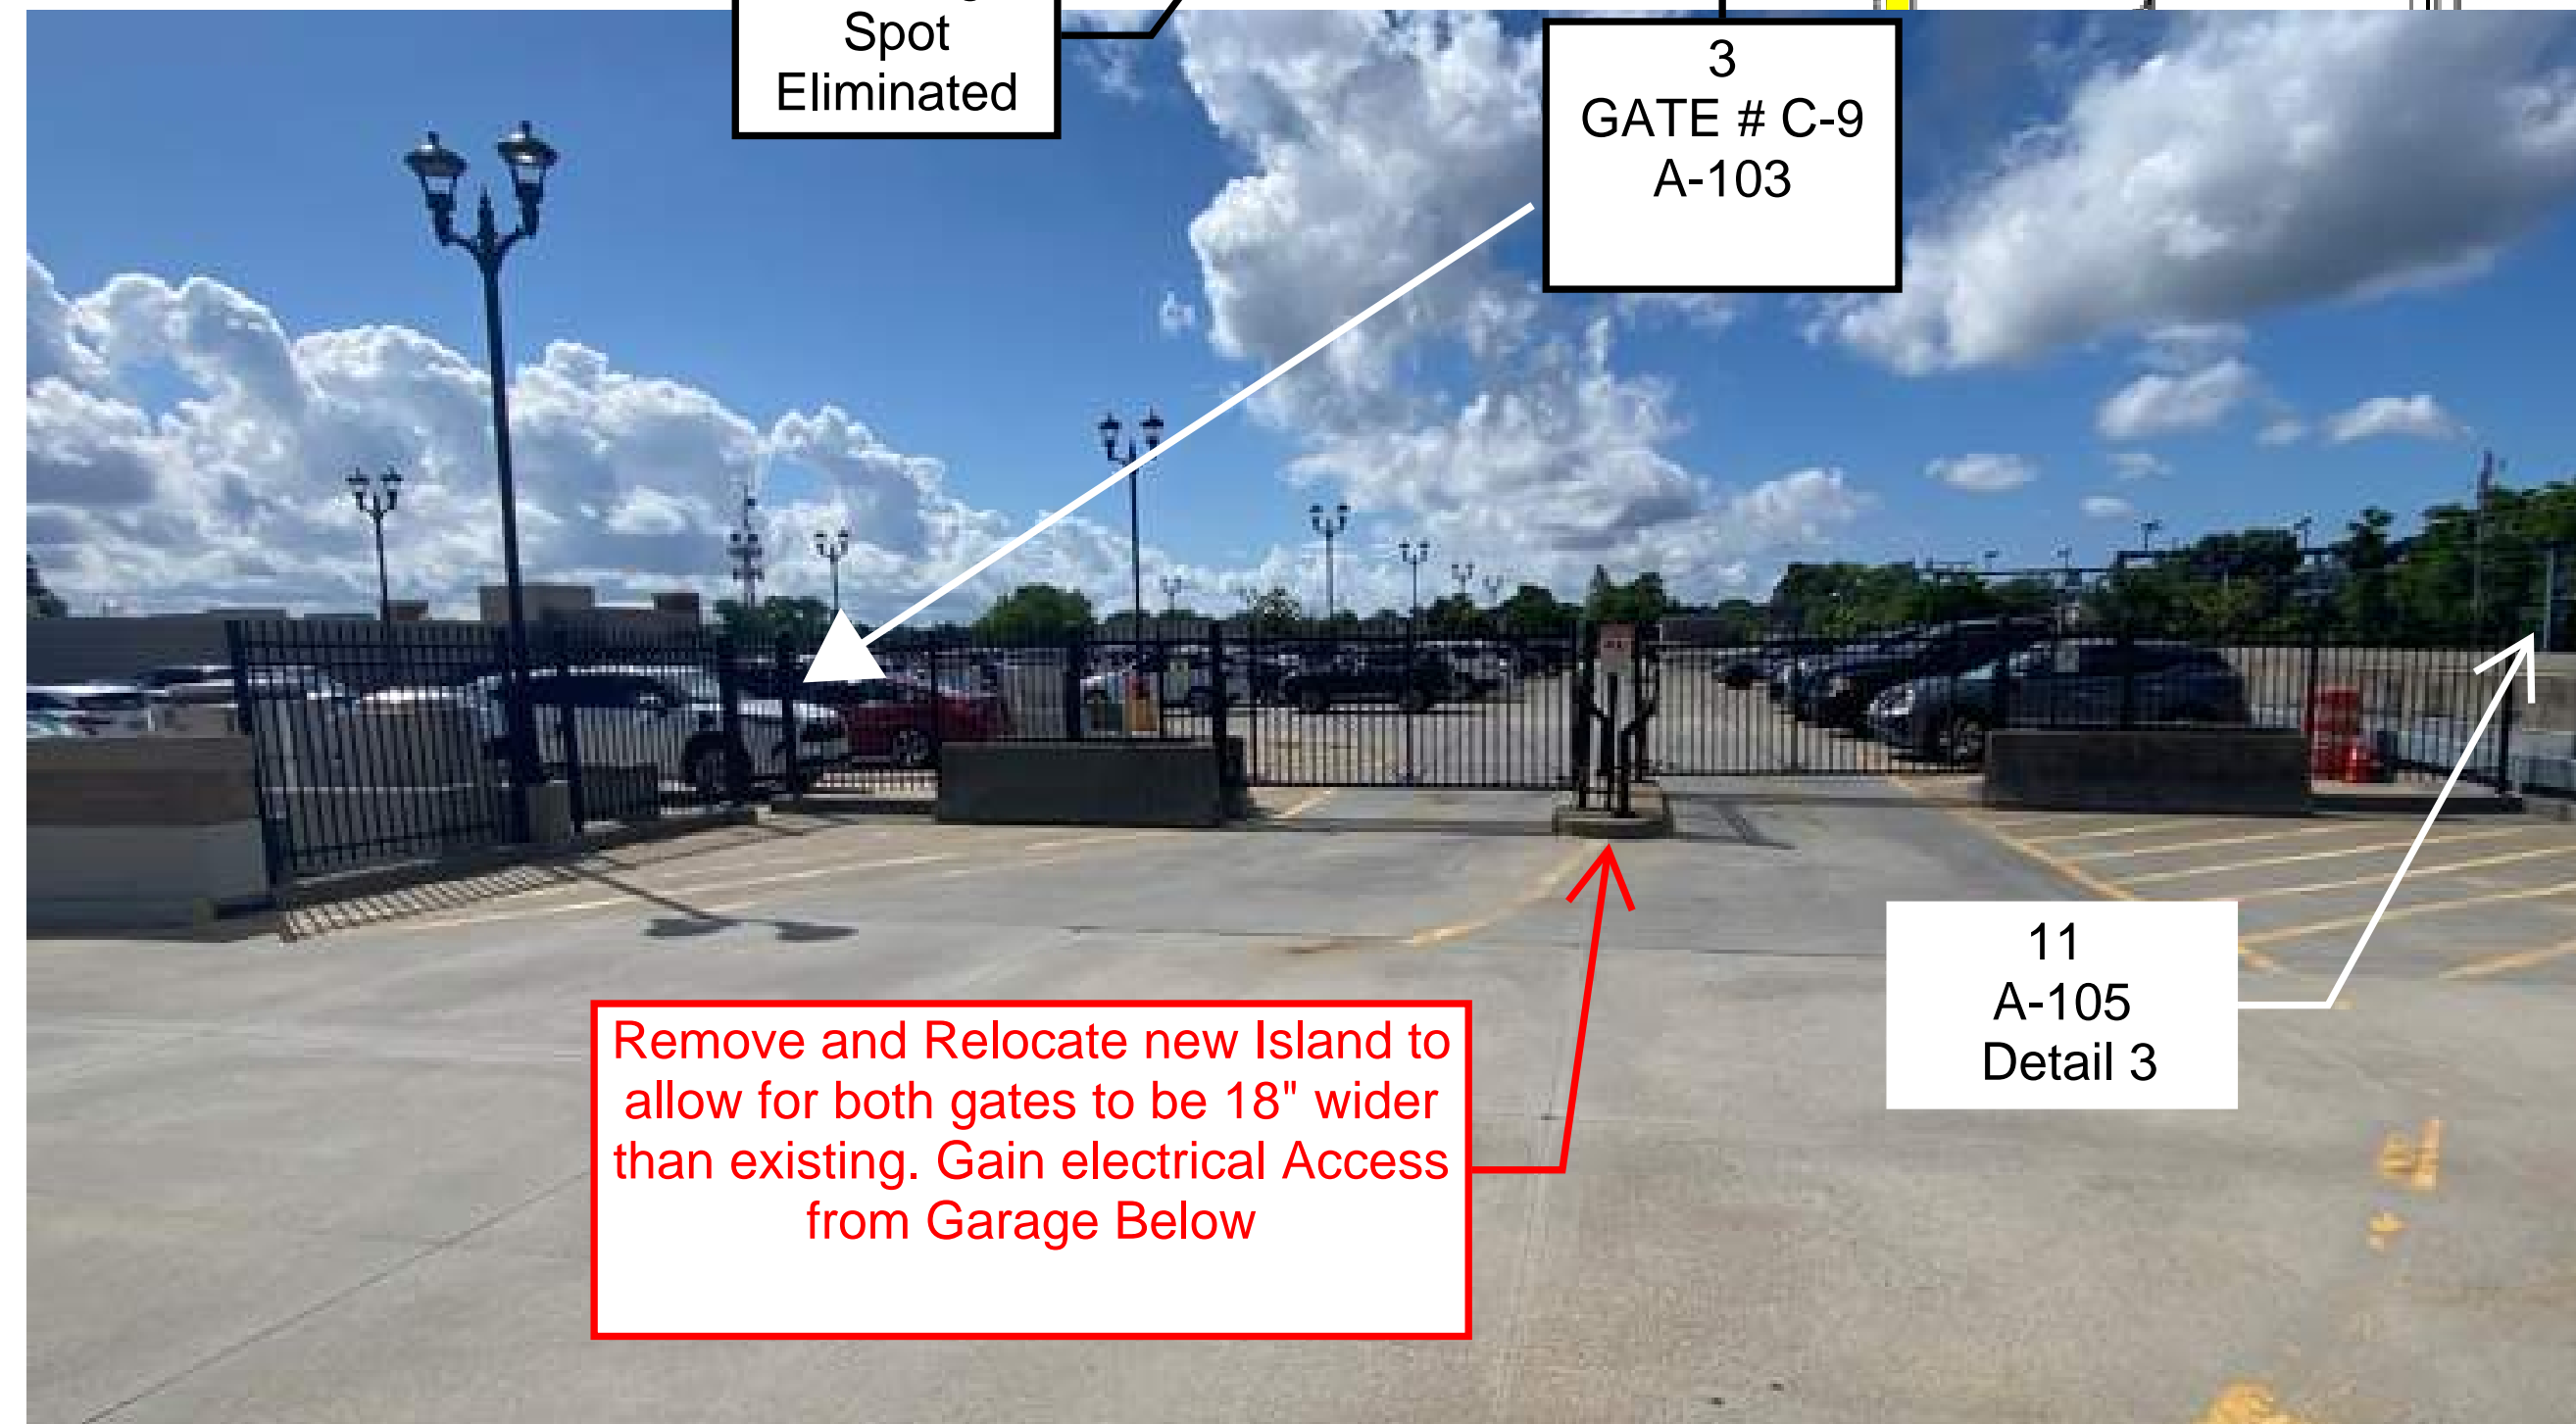 Spot
Eliminated
3
GATE # C-9
A-103
Remove and Relocate new Island to
allow for both gates to be 18" wider
than existing. Gain electrical Access
from Garage Below
11
A-105
Detail 3